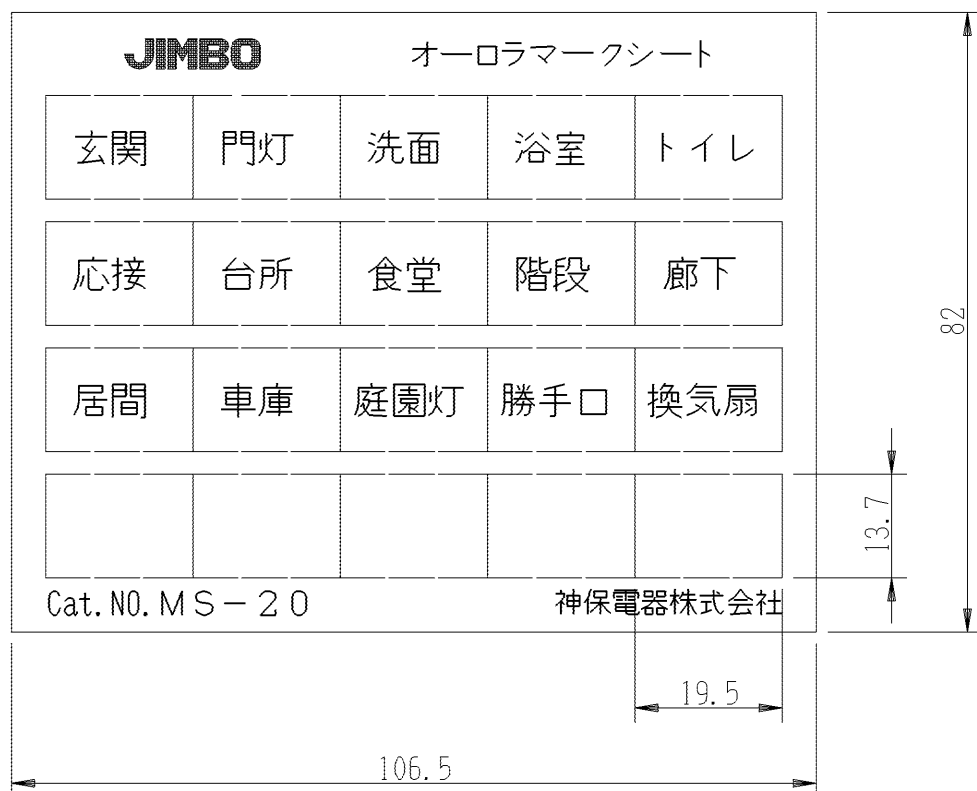 JIMBO オーロラマークシート
玄関 門灯 洗面 浴室 トイレ
応接 台所 食堂 階段 廊下
居間 車庫 庭園灯 勝手口 換気扇
Cat.NO.MS-20 神保電器株式会社
82
13.7
19.5
106.5